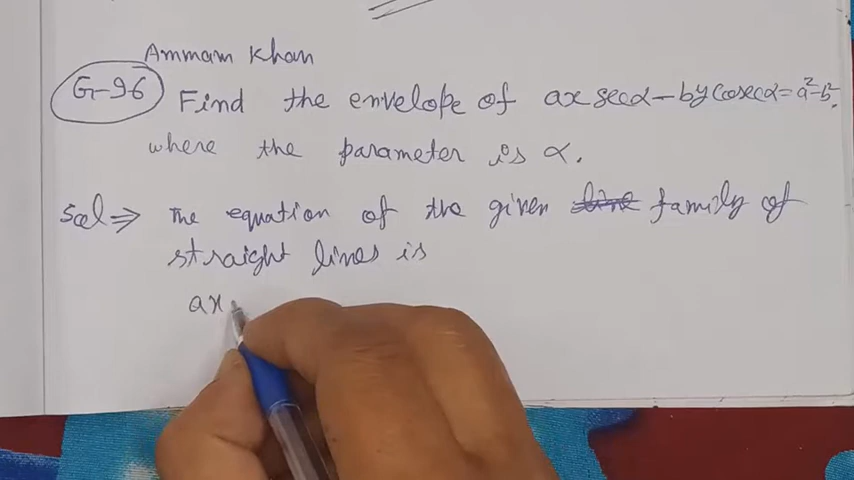 Ammam Khan
G-96 Find the envelope of ax secα - by cosecα = a²-b².
where the parameter is α.
Sol ⇒ The equation of the given line family of
straight lines is
ax